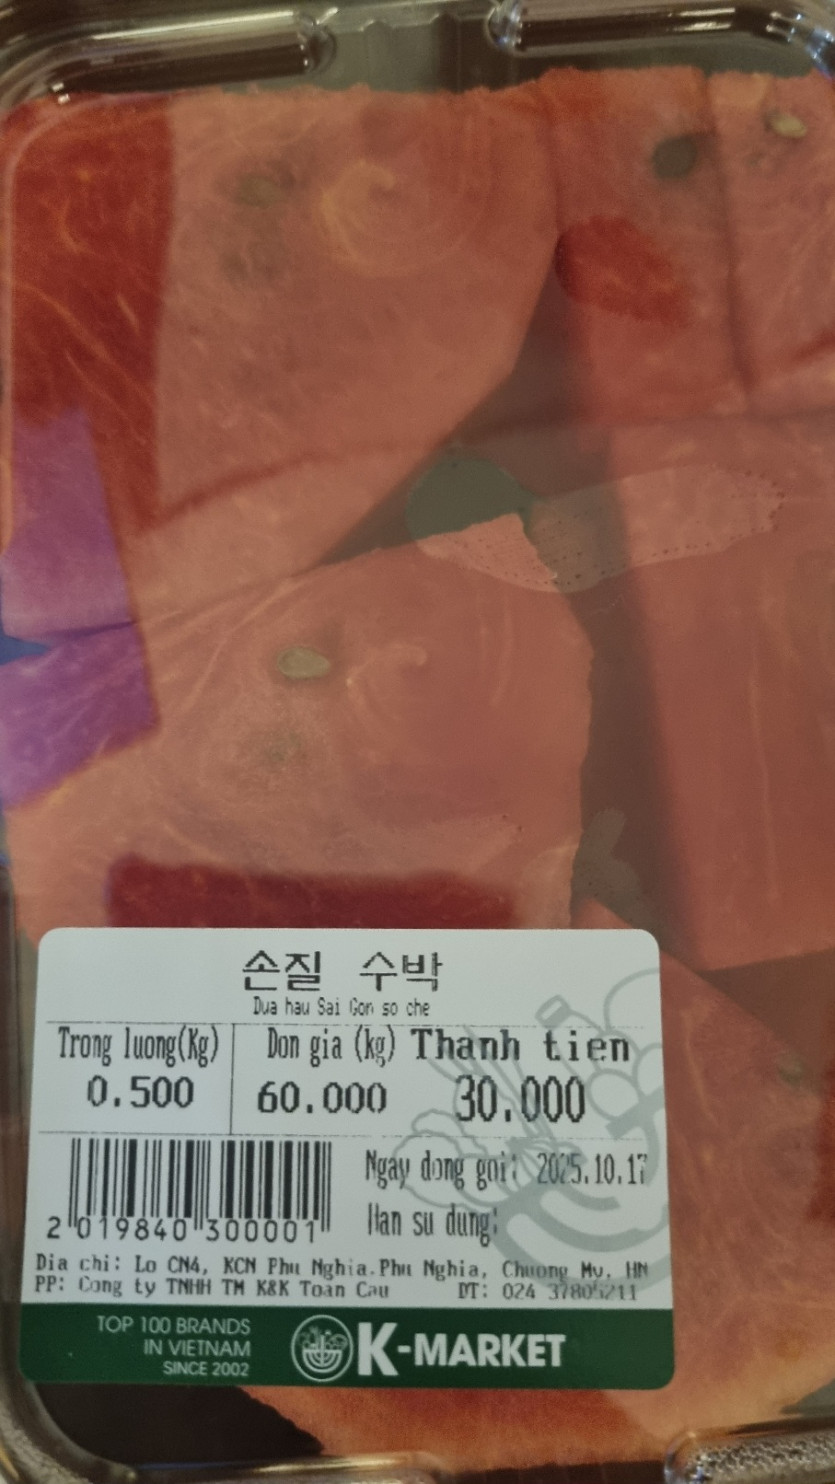 손질 수박
Dua hau Sai Gon so che
Trong luong(Kg) Don gia (kg) Thanh tien
0.500 60.000 30.000
Ngay dong goi: 2025.10.17
Han su dung:
2 019840 300001
Dia chi: Lo CN4, KCN Phu Nghia.Phu Nghia, Chuong My, HN
PP: Cong ty TNHH TM K&K Toan Cau DT: 024 37805211
TOP 100 BRANDS
IN VIETNAM
SINCE 2002
K-MARKET